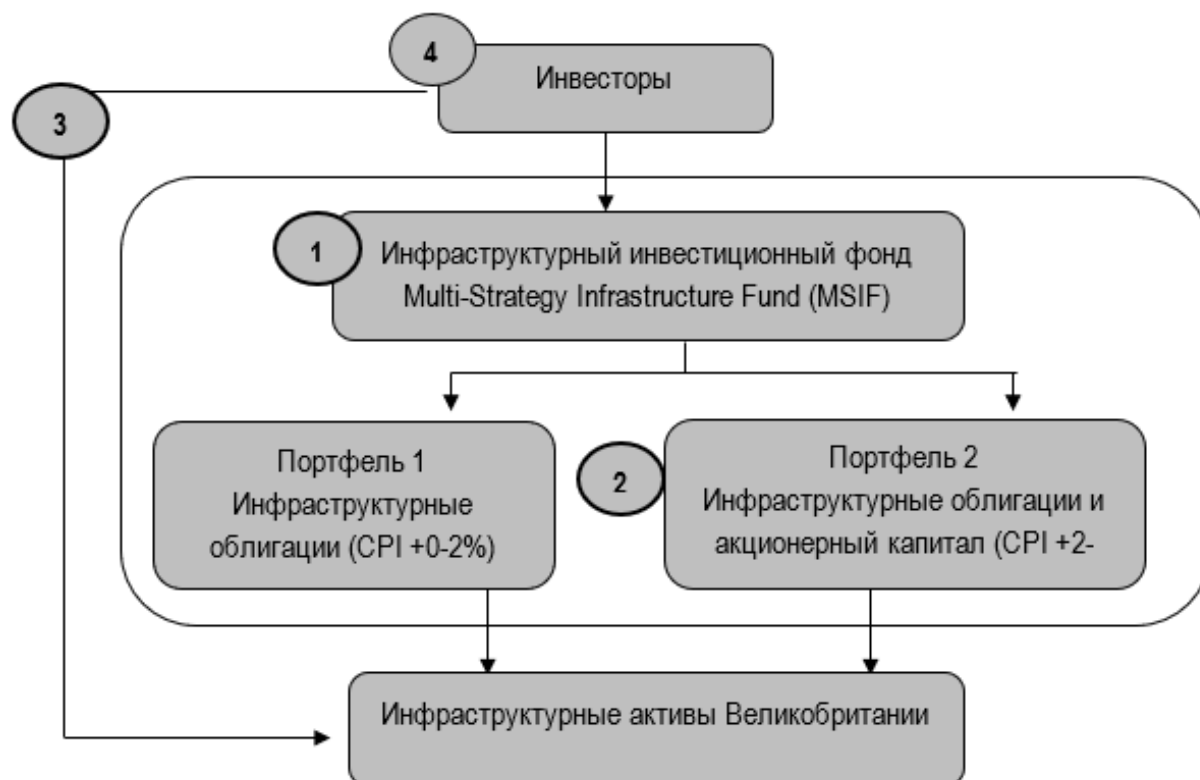 4
Инвесторы
3
1
Инфраструктурный инвестиционный фонд
Multi-Strategy Infrastructure Fund (MSIF)
Портфель 1
Инфраструктурные
облигации (CPI +0-2%)
2
Портфель 2
Инфраструктурные облигации и
акционерный капитал (CPI +2-
Инфраструктурные активы Великобритании